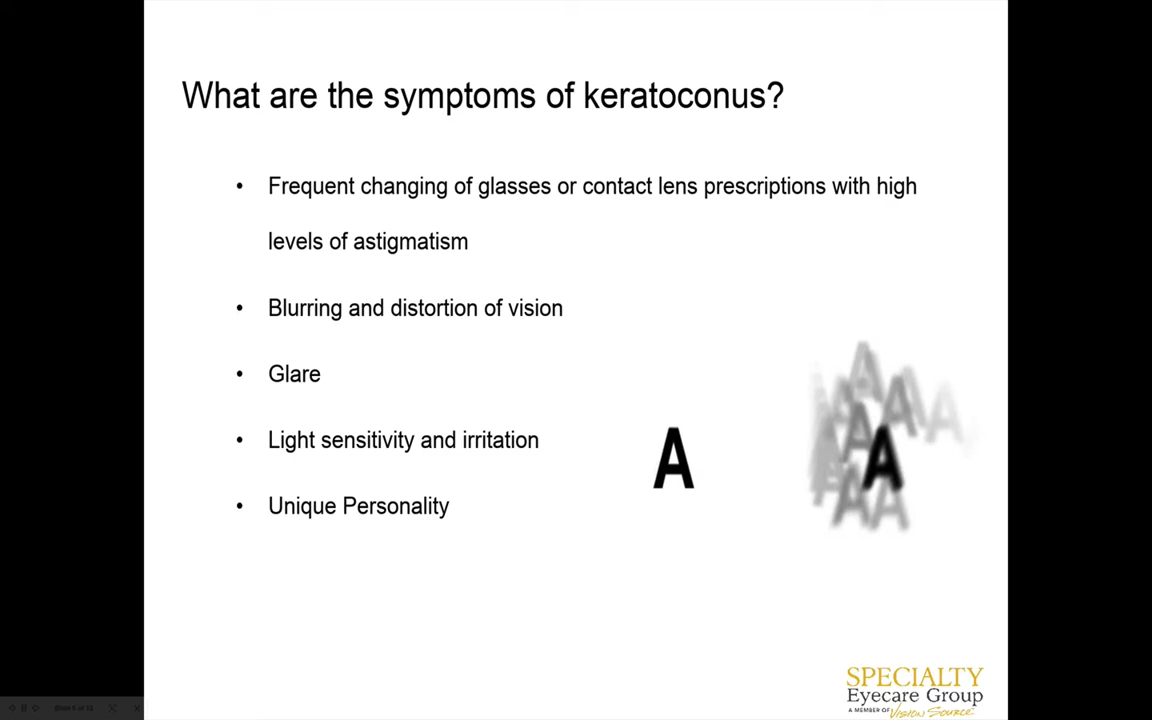 What are the symptoms of keratoconus?
• Frequent changing of glasses or contact lens prescriptions with high
levels of astigmatism
• Blurring and distortion of vision
• Glare
• Light sensitivity and irritation
• Unique Personality
A
A
SPECIALTY
Eyecare Group
A MEMBER OF Vision Source